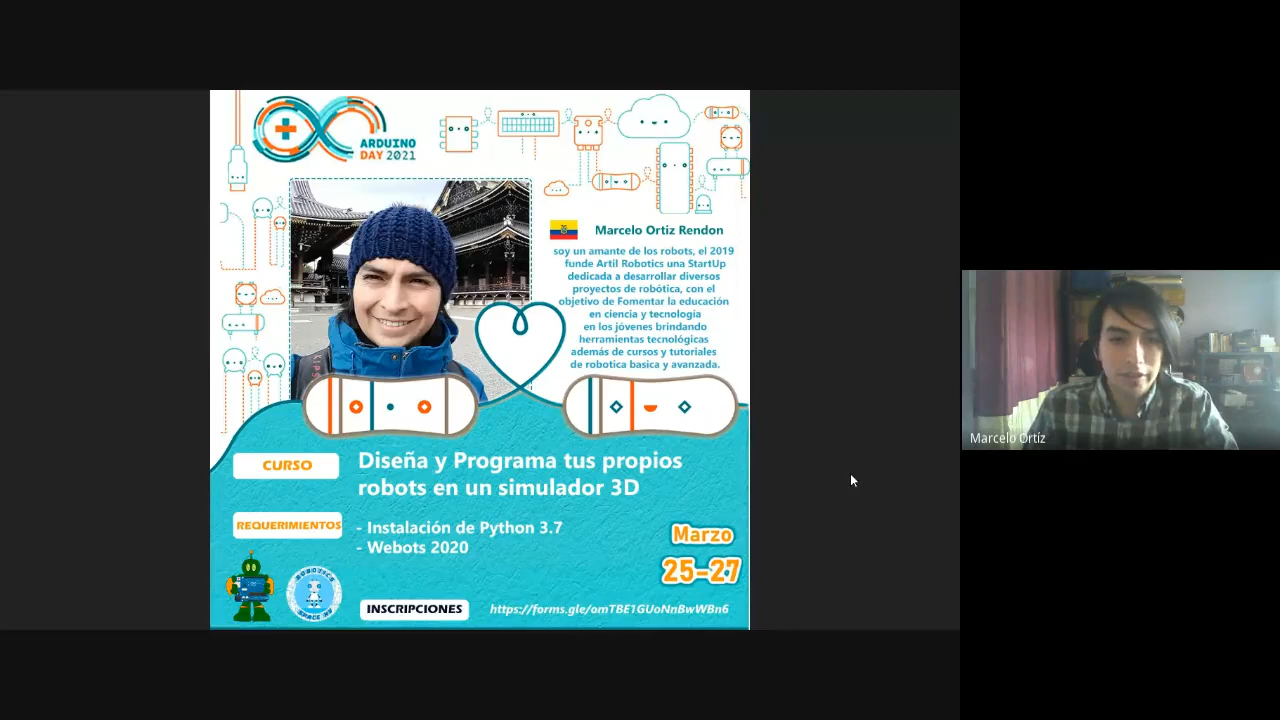 ARDUINO
DAY 2021
Marcelo Ortiz Rendon
soy un amante de los robots, el 2019
funde Artil Robotics una StartUp
dedicada a desarrollar diversos
proyectos de robótica, con el
objetivo de Fomentar la educación
en ciencia y tecnología
en los jóvenes brindando
herramientas tecnológicas
además de cursos y tutoriales
de robotica basica y avanzada.
CURSO
Diseña y Programa tus propios
robots en un simulador 3D
REQUERIMIENTOS
- Instalación de Python 3.7
- Webots 2020
Marzo
25-27
ROBOTICS
INSCRIPCIONES
https://forms.gle/omTBE1GUoNnBwWBn6
Marcelo Ortíz